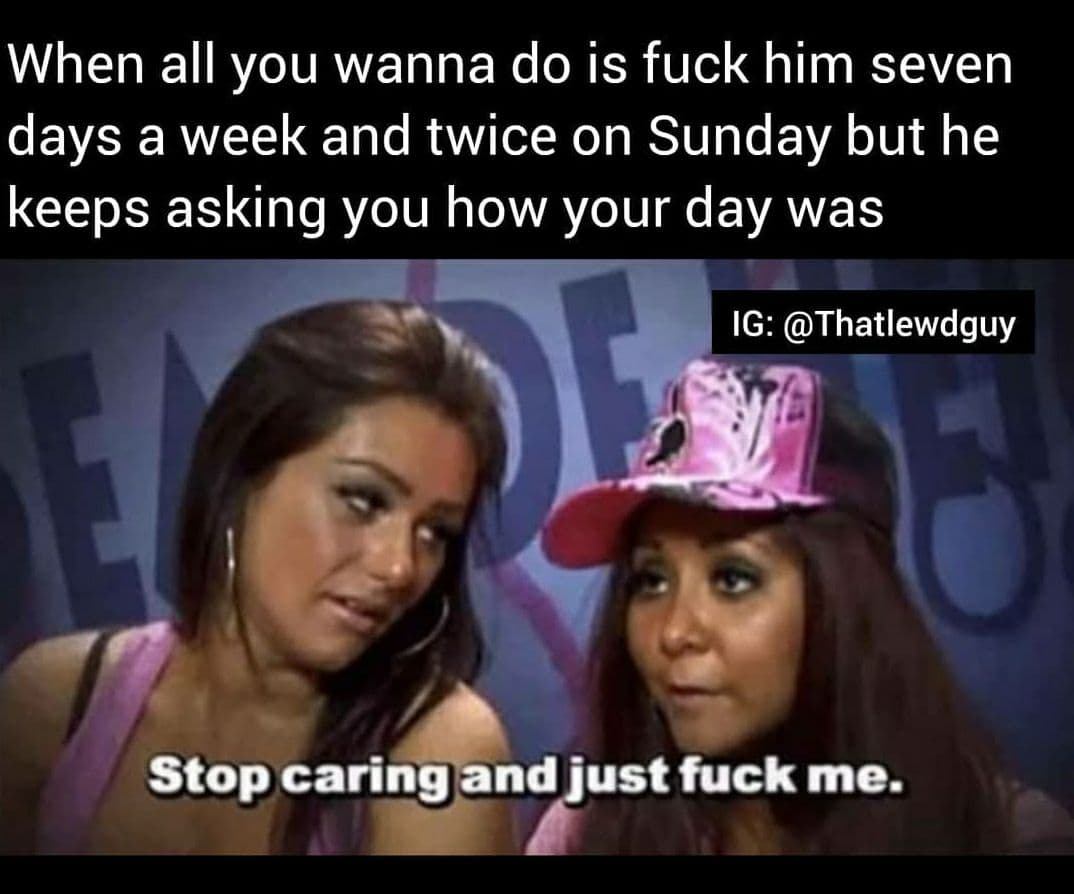 When all you wanna do is fuck him seven
days a week and twice on Sunday but he
keeps asking you how your day was
IG: @Thatlewdguy
Stop caring and just fuck me.